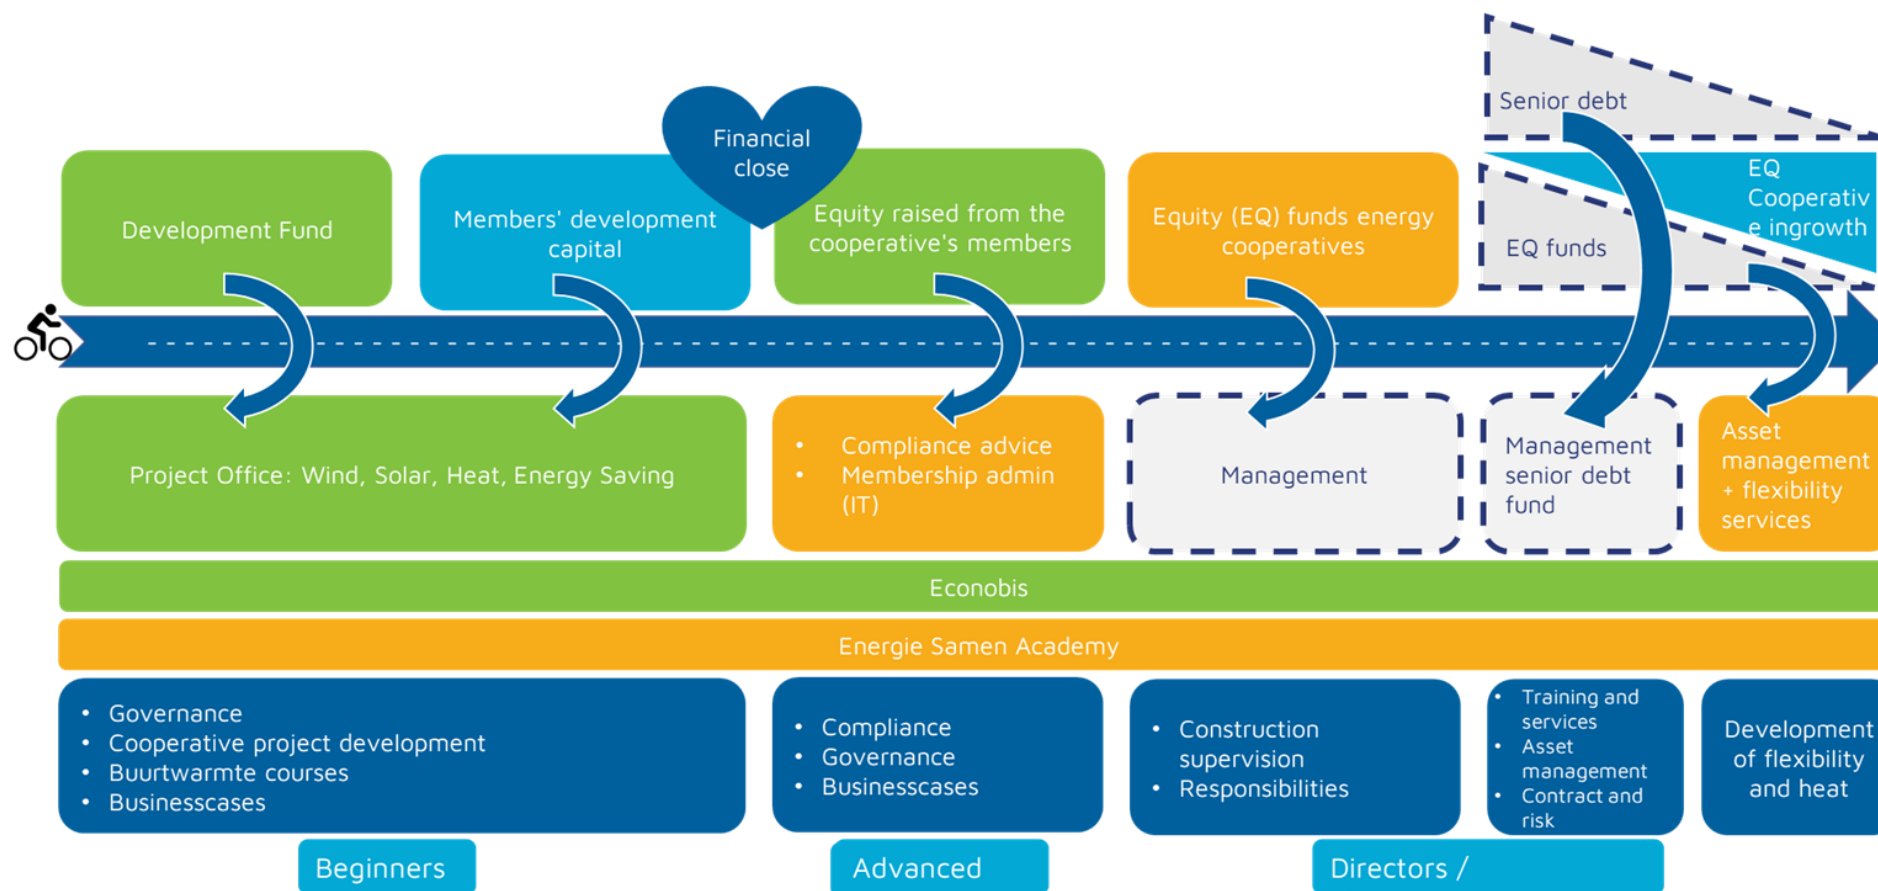 Senior debt
Financial
close
EQ
Cooperativ
e ingrowth
Development Fund
Members' development
capital
Equity raised from the
cooperative's members
Equity (EQ) funds energy
cooperatives
EQ funds
Project Office: Wind, Solar, Heat, Energy Saving
• Compliance advice
• Membership admin
(IT)
Management
Management
senior debt
fund
Asset
management
+ flexibility
services
Econobis
Energie Samen Academy
• Governance
• Cooperative project development
• Buurtwarmte courses
• Businesscases
• Compliance
• Governance
• Businesscases
• Construction
supervision
• Responsibilities
• Training and
services
• Asset
management
• Contract and
risk
Development
of flexibility
and heat
Beginners
Advanced
Directors /